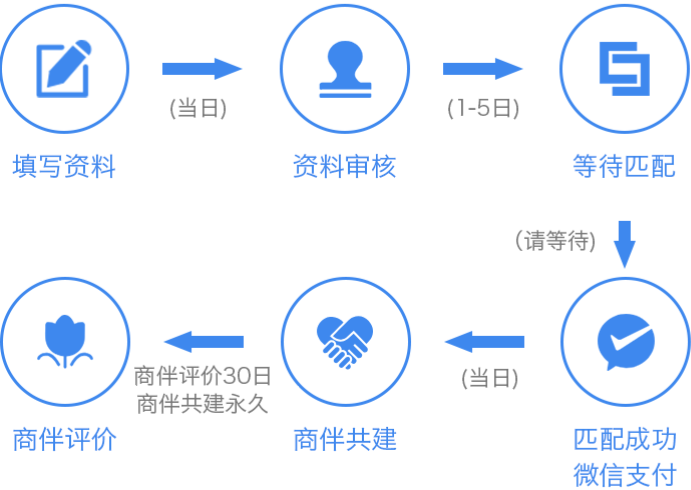 (当日)
(1-5日)
填写资料
资料审核
等待匹配
(请等待)
商伴评价30日
商伴共建永久
(当日)
商伴评价
商伴共建
匹配成功
微信支付